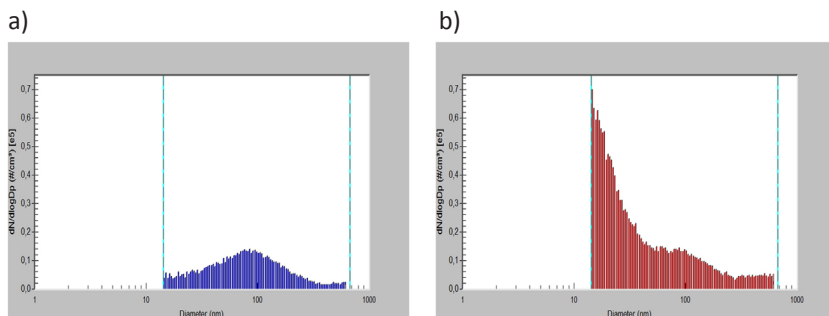 a)
dN/dlogDp (#/cm³) [e5]
0,7
0,6
0,5
0,4
0,3
0,2
0,1
0,0
1 10 100 1000
Diameter (nm)
b)
dN/dlogDp (#/cm³) [e5]
0,7
0,6
0,5
0,4
0,3
0,2
0,1
0,0
1 10 100 1000
Diameter (nm)